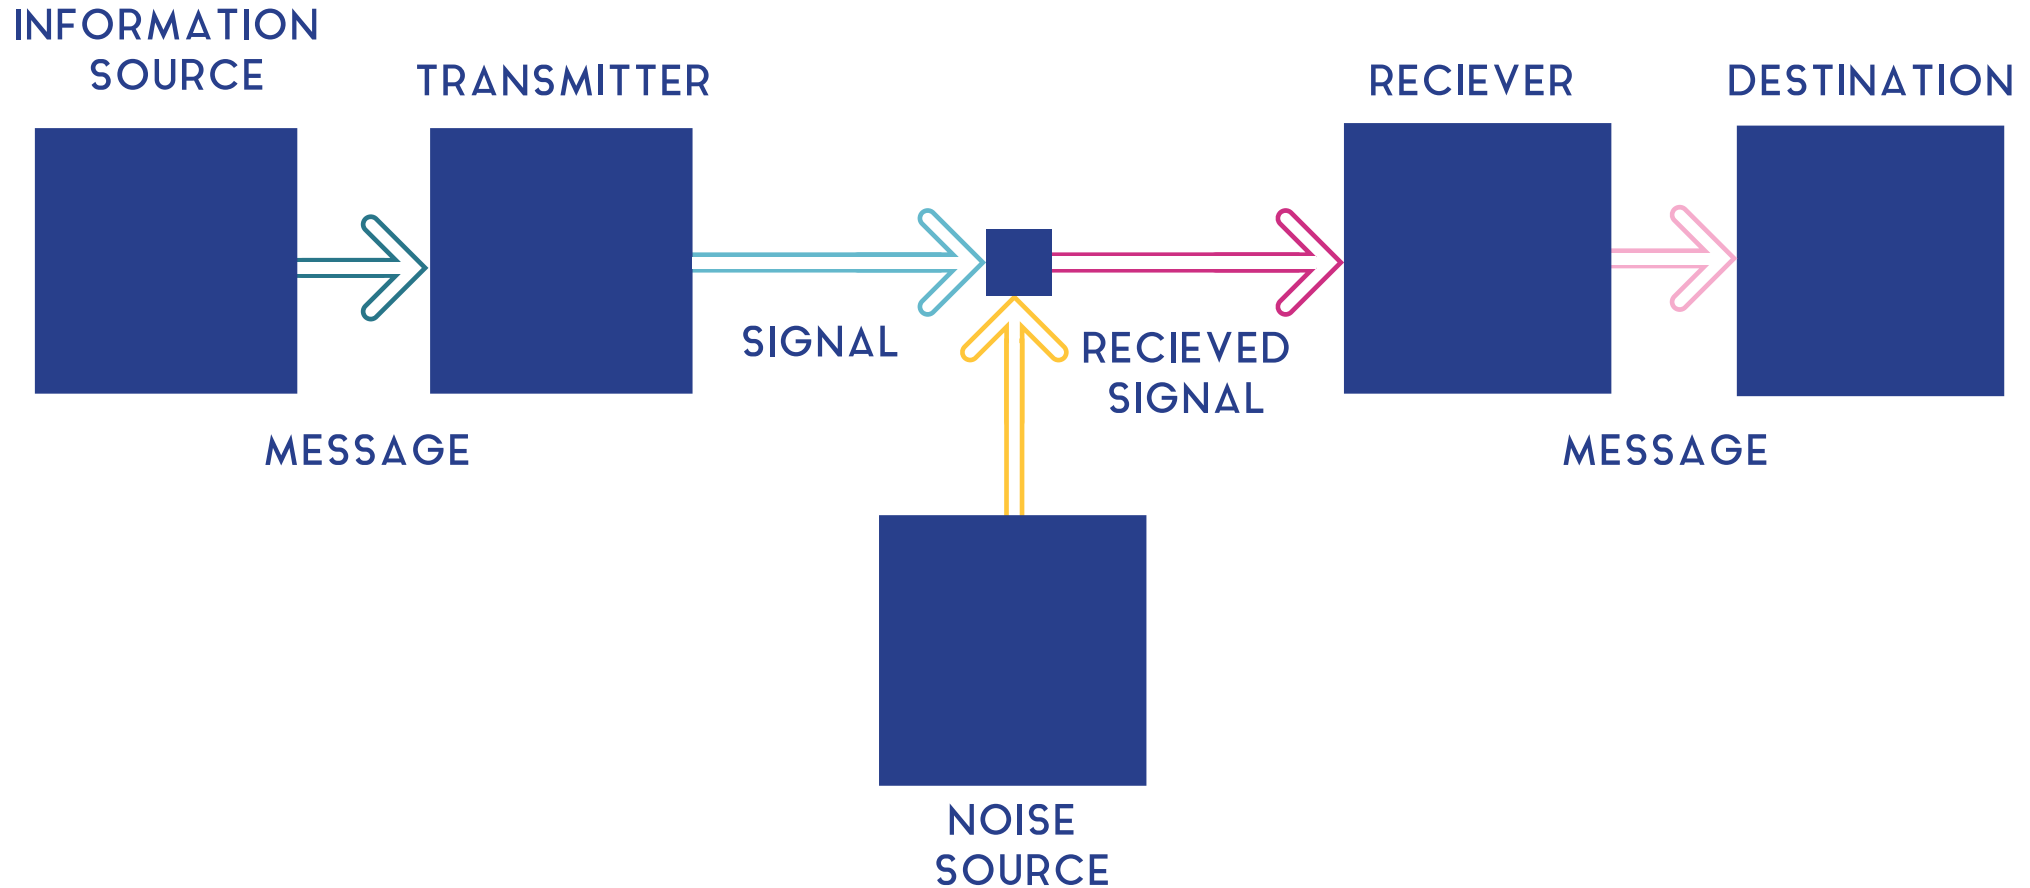 INFORMATION
SOURCE
TRANSMITTER
RECIEVER
DESTINATION
SIGNAL
RECIEVED
SIGNAL
MESSAGE
MESSAGE
NOISE
SOURCE